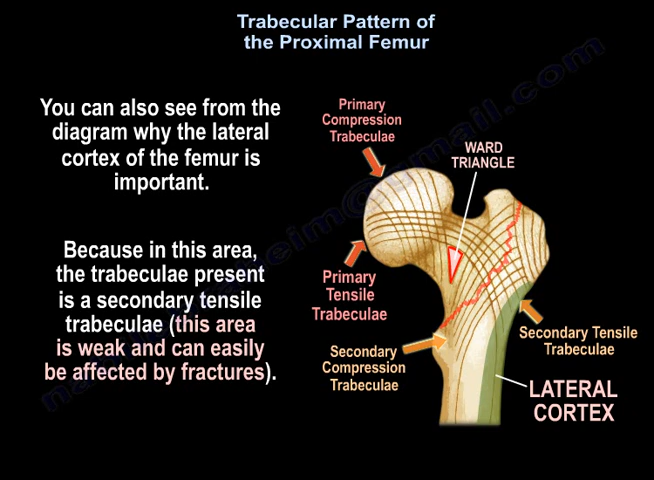 Trabecular Pattern of
the Proximal Femur
You can also see from the
diagram why the lateral
cortex of the femur is
important.
Because in this area,
the trabeculae present
is a secondary tensile
trabeculae (this area
is weak and can easily
be affected by fractures).
Primary
Compression
Trabeculae
WARD
TRIANGLE
Primary
Tensile
Trabeculae
Secondary
Compression
Trabeculae
Secondary Tensile
Trabeculae
LATERAL
CORTEX